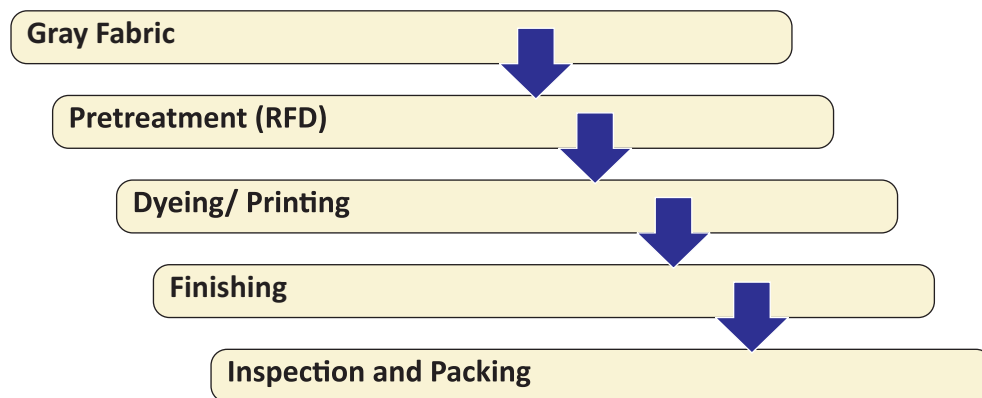 Gray Fabric
Pretreatment (RFD)
Dyeing/ Printing
Finishing
Inspection and Packing